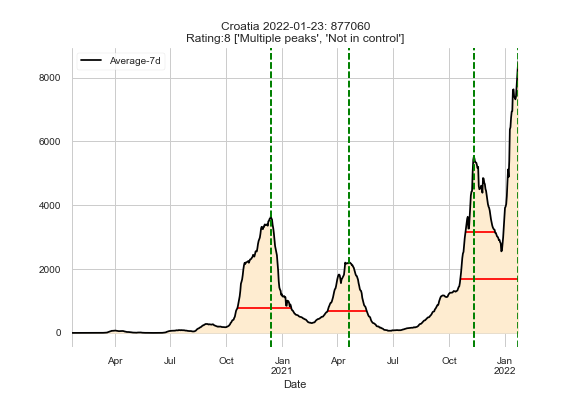 Croatia 2022-01-23: 877060
Rating:8 ['Multiple peaks', 'Not in control']
Average-7d
8000
6000
4000
2000
0
Apr
Jul
Oct
Jan
2021
Apr
Jul
Oct
Jan
2022
Date